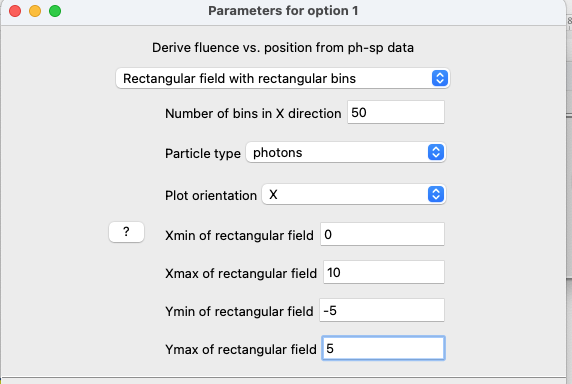 Parameters for option 1
Derive fluence vs. position from ph-sp data
Rectangular field with rectangular bins
Number of bins in X direction 50
Particle type photons
Plot orientation X
? Xmin of rectangular field 0
Xmax of rectangular field 10
Ymin of rectangular field -5
Ymax of rectangular field 5